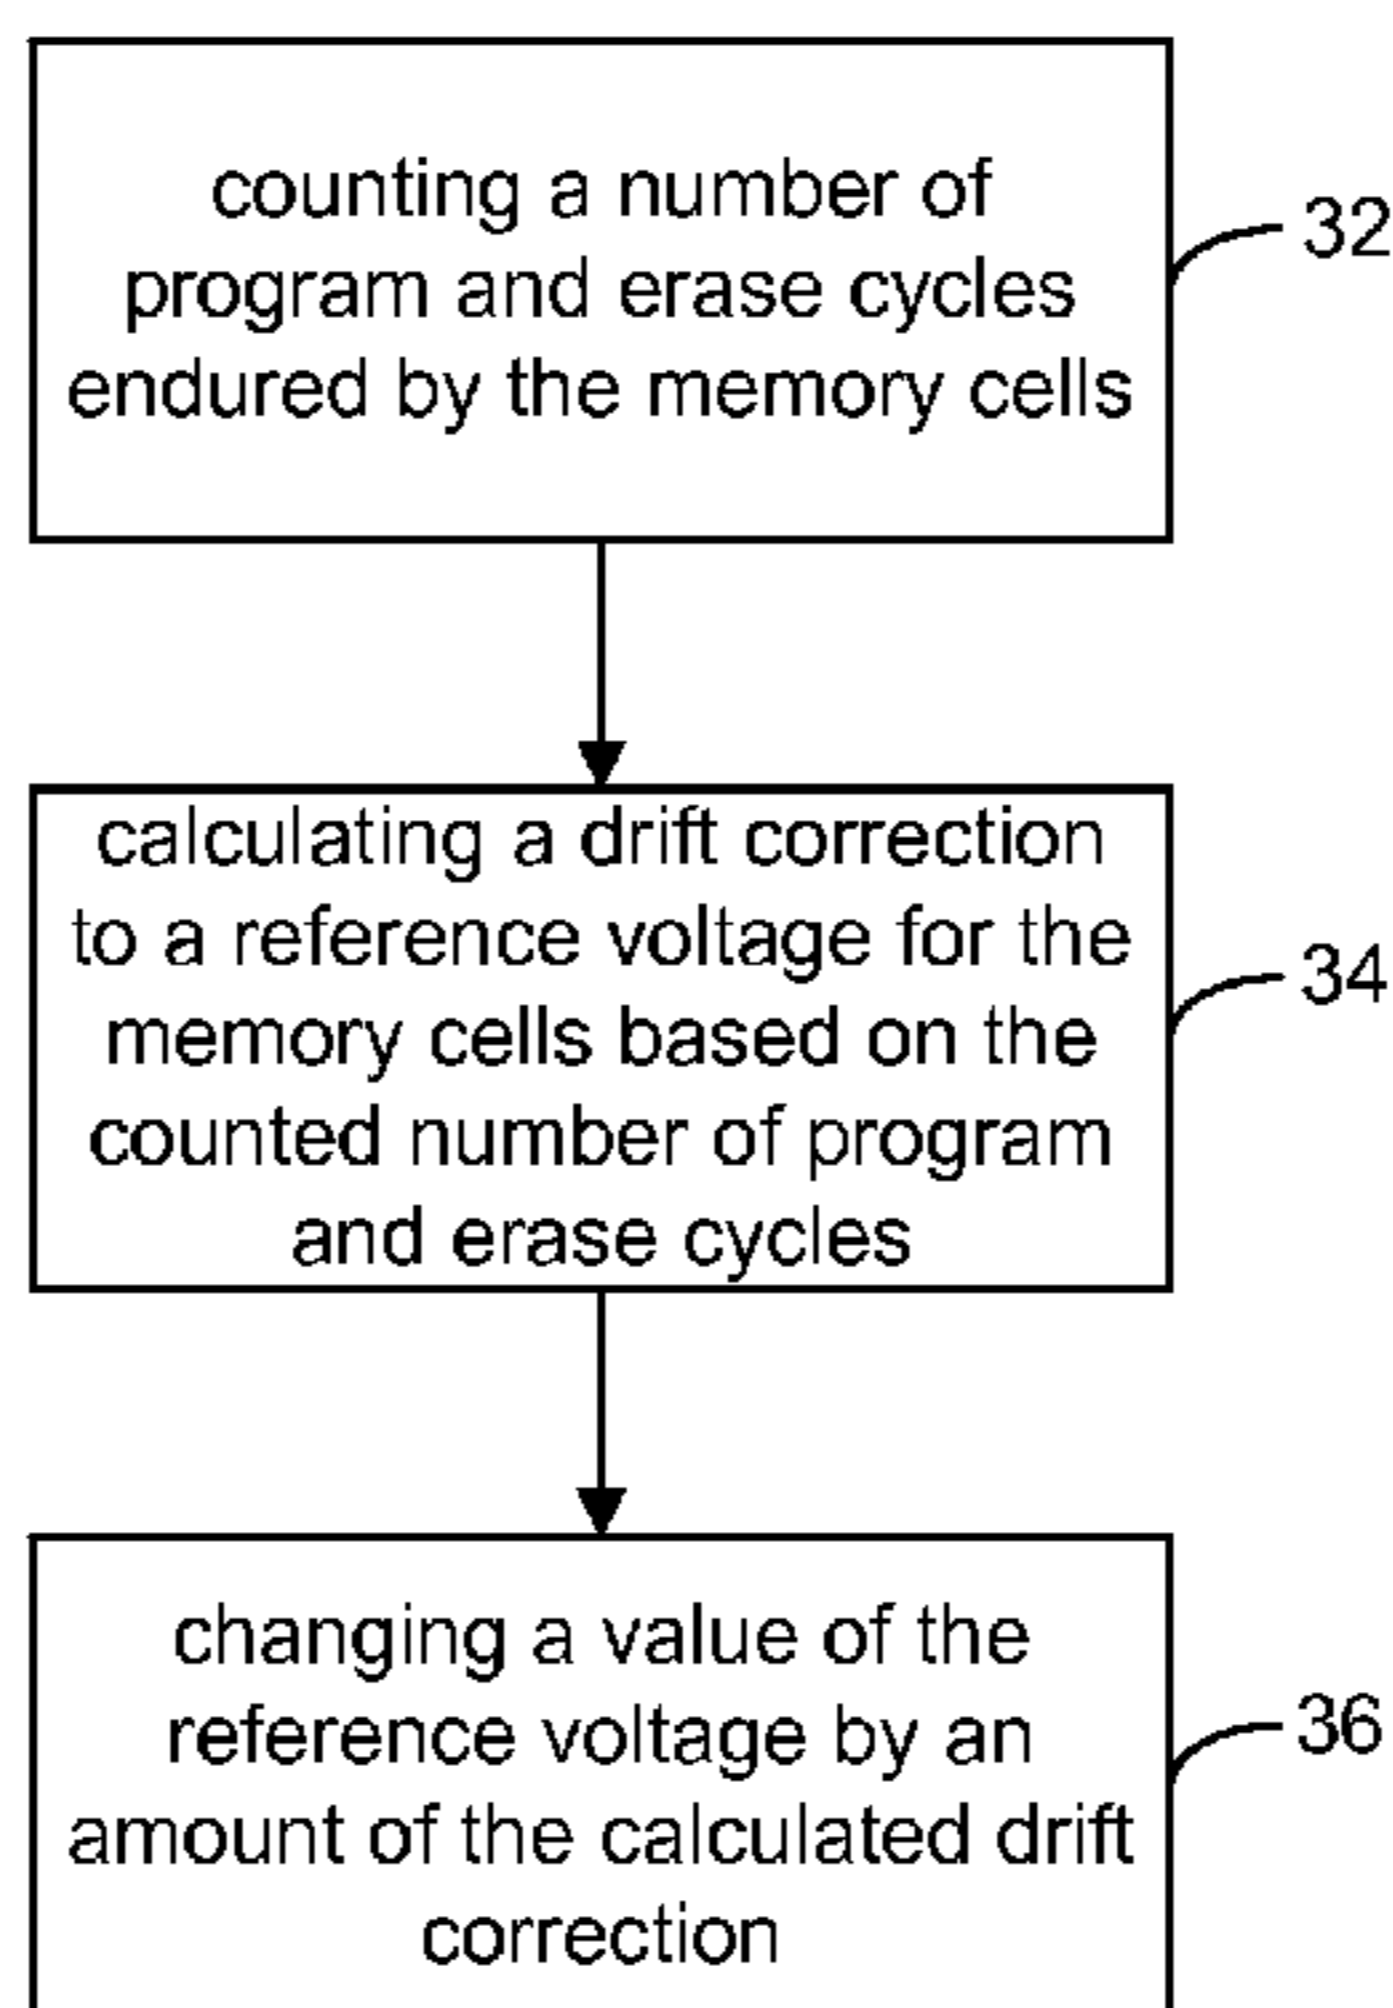 counting a number of
program and erase cycles
endured by the memory cells
32
calculating a drift correction
to a reference voltage for the
memory cells based on the
counted number of program
and erase cycles
34
changing a value of the
reference voltage by an
amount of the calculated drift
correction
36